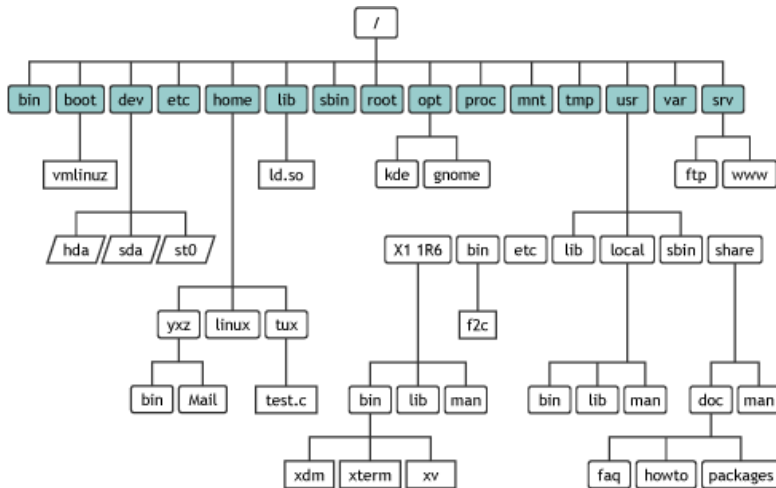 /
bin boot dev etc home lib sbin root opt proc mnt tmp usr var srv
vmlinuz ld.so kde gnome ftp www
hda sda st0 X1 1R6 bin etc lib local sbin share
yxz linux tux f2c
bin Mail test.c bin lib man bin lib man doc man
xdm xterm xv faq howto packages